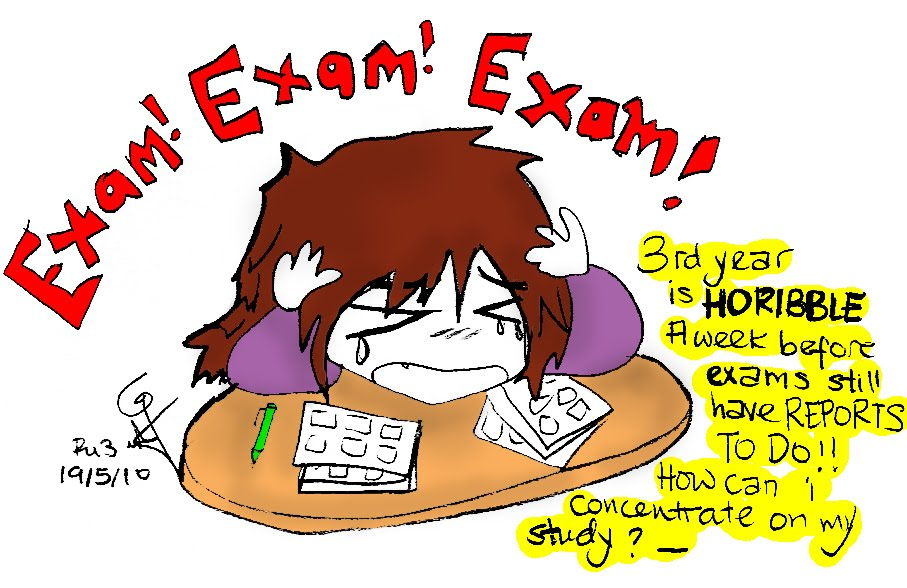 Exam! Exam! Exam!
3rd year
is HORIBBLE
A week before
exams still
have REPORTS
TO DO!!
How can i
concentrate on my
study? _
Ru3
19/5/10